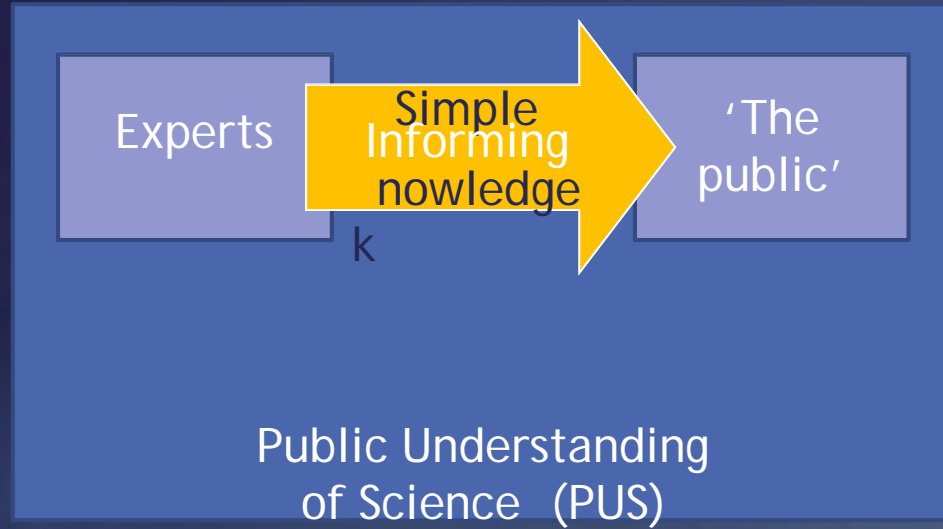 Experts
Simple
Informing
nowledge
k
‘The
public’
Public Understanding
of Science (PUS)